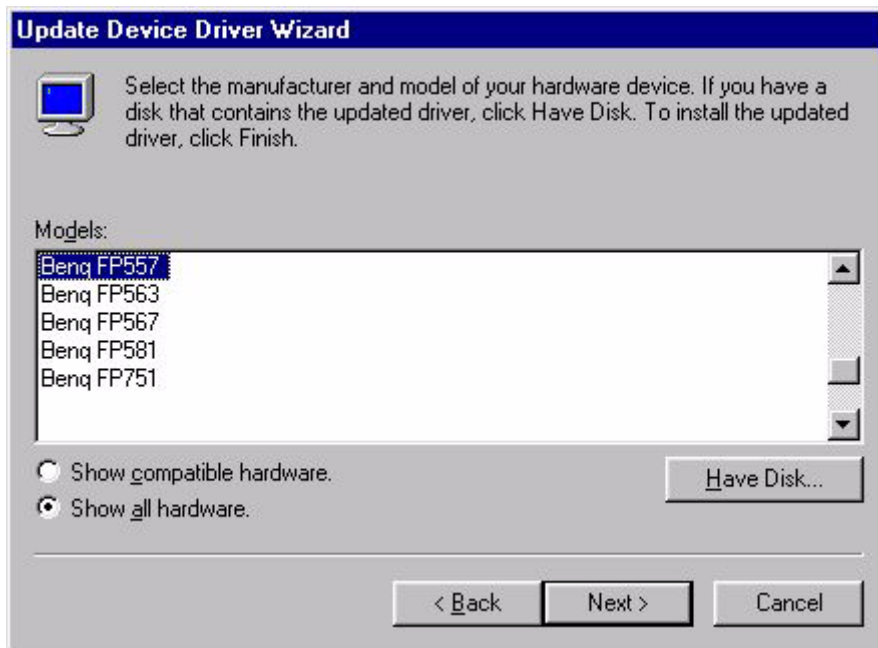 Update Device Driver Wizard
Select the manufacturer and model of your hardware device. If you have a
disk that contains the updated driver, click Have Disk. To install the updated
driver, click Finish.
Models:
Benq FP557
Benq FP563
Benq FP567
Benq FP581
Benq FP751
Show compatible hardware.
Show all hardware.
Have Disk...
< Back
Next >
Cancel